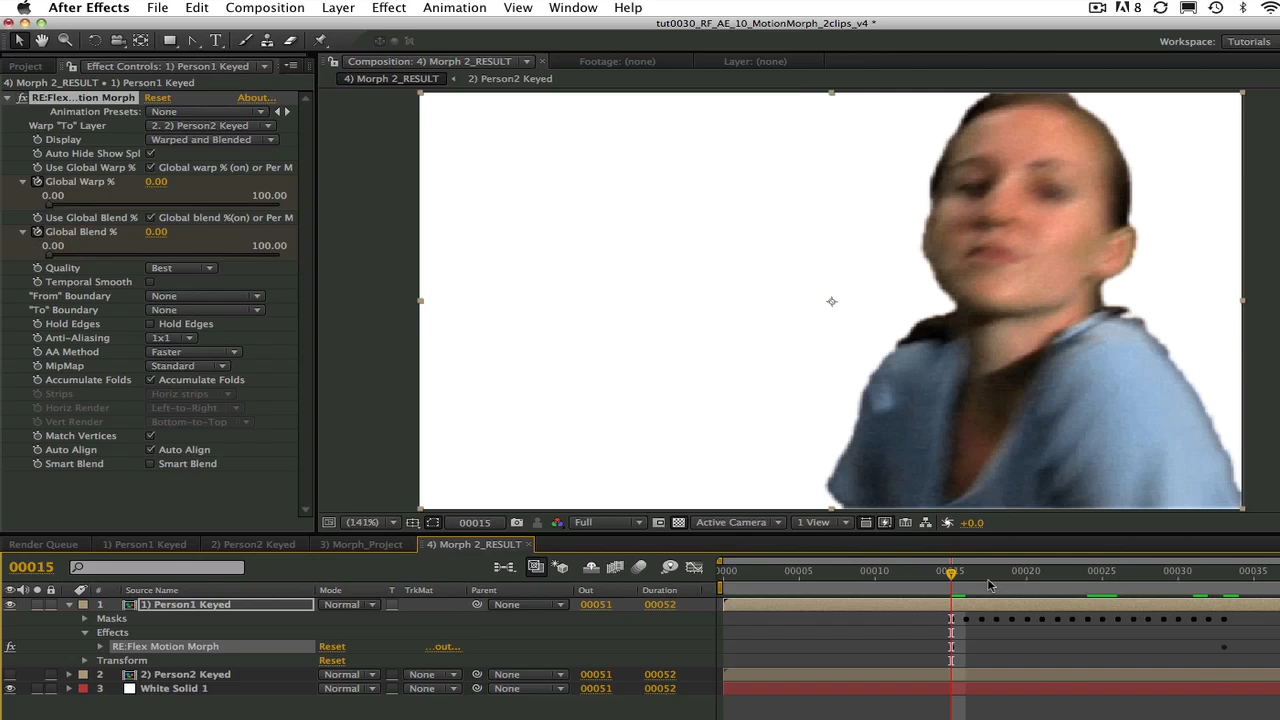 After Effects File Edit Composition Layer Effect Animation View Window Help 8
tut0030_RF_AE_10_MotionMorph_2clips_v4 *
Workspace: Tutorials
Project Effect Controls: 1) Person1 Keyed
Composition: 4) Morph 2_RESULT Footage: (none) Layer: (none)
4) Morph 2_RESULT • 1) Person1 Keyed
4) Morph 2_RESULT 2) Person2 Keyed
fx RE:Flex...tion Morph Reset About...
Animation Presets: None
Warp "To" Layer 2. 2) Person2 Keyed
Display Warped and Blended
Auto Hide Show Spl
Use Global Warp % Global warp % (on) or Per M
Global Warp % 0.00
0.00 100.00
Use Global Blend % Global blend %(on) or Per M
Global Blend % 0.00
0.00 100.00
Quality Best
Temporal Smooth
"From" Boundary None
"To" Boundary None
Hold Edges Hold Edges
Anti-Aliasing 1x1
AA Method Faster
MipMap Standard
Accumulate Folds Accumulate Folds
Strips Horiz strips
Horiz Render Left-to-Right
Vert Render Bottom-to-Top
Match Vertices
Auto Align Auto Align
Smart Blend Smart Blend
(141%) 00015 Full Active Camera 1 View +0.0
Render Queue 1) Person1 Keyed 2) Person2 Keyed 3) Morph_Project 4) Morph 2_RESULT
00015
0000 00005 00010 00015 00020 00025 00030 00035
# Source Name Mode T TrkMat Parent Out Duration
1 1) Person1 Keyed Normal None 00051 00052
Masks
Effects
fx RE:Flex Motion Morph Reset ...out...
Transform Reset
2 2) Person2 Keyed Normal None None 00051 00052
3 White Solid 1 Normal None None 00051 00052